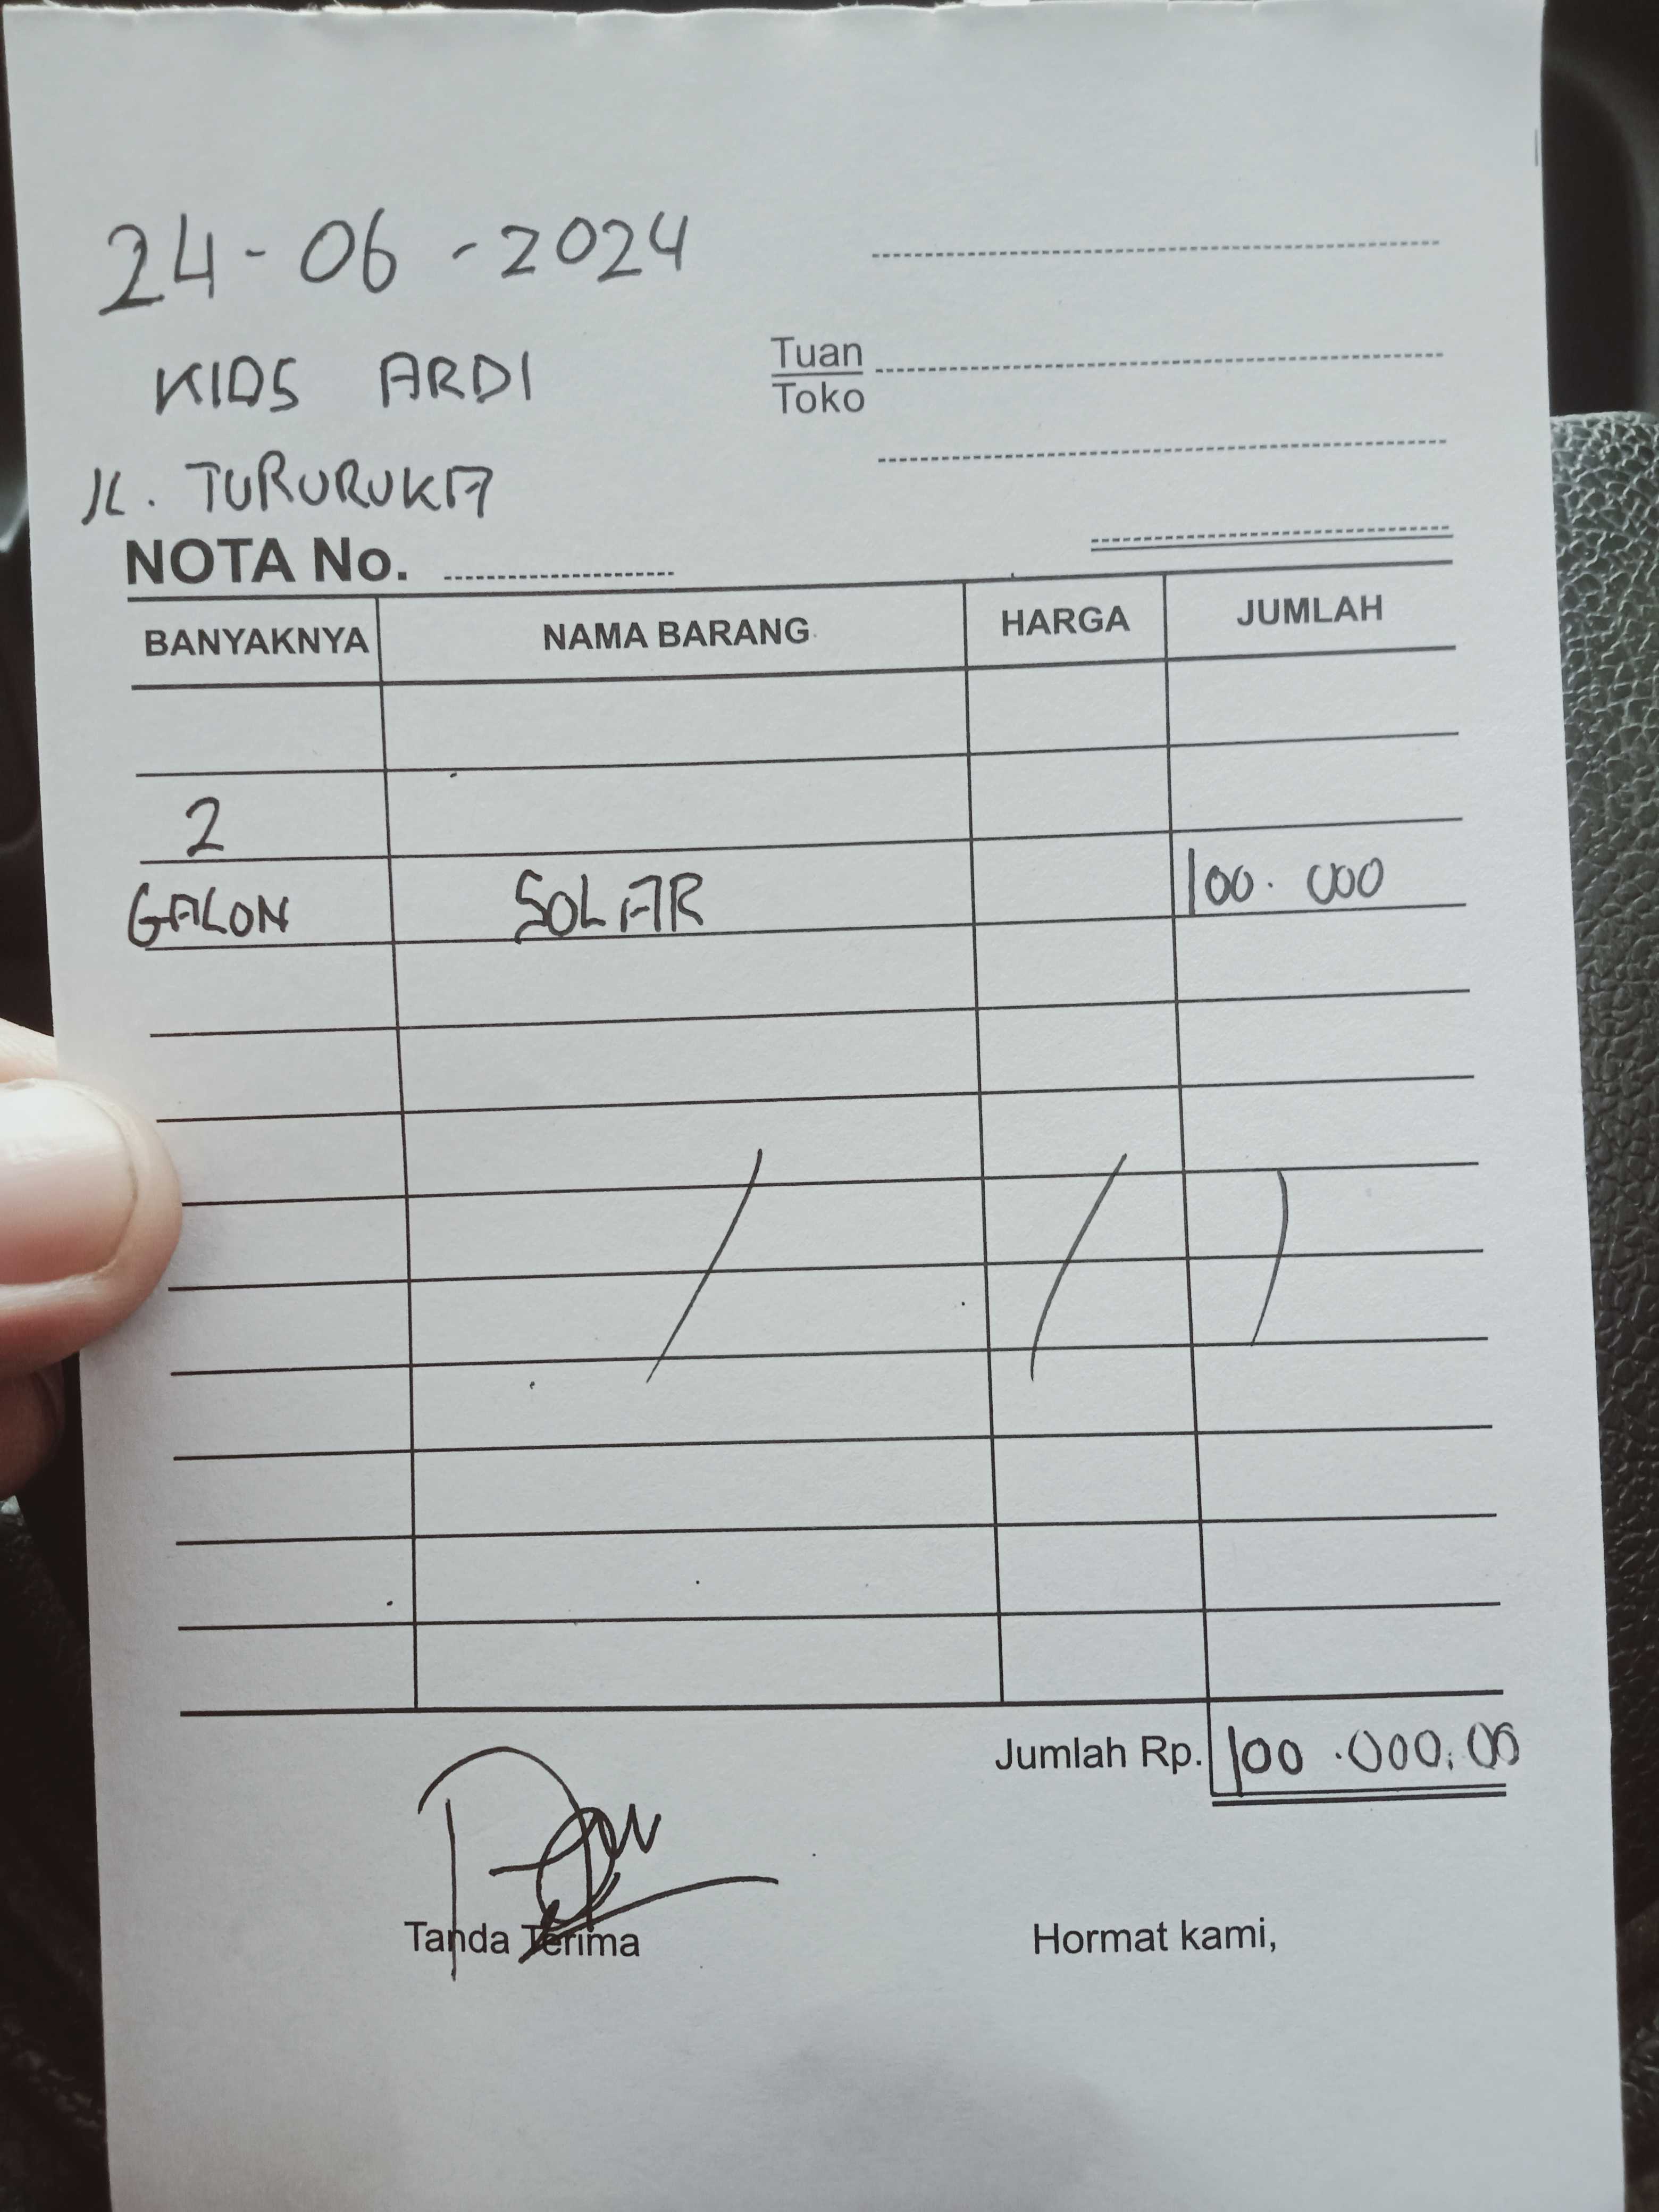 24-06-2024
KIDS ARDI
Tuan
Toko
JL. TURURUKA
NOTA No.
BANYAKNYA NAMA BARANG HARGA JUMLAH
2
GALON SOLAR 100.000
Jumlah Rp. 100.000,00
Tanda Terima Hormat kami,